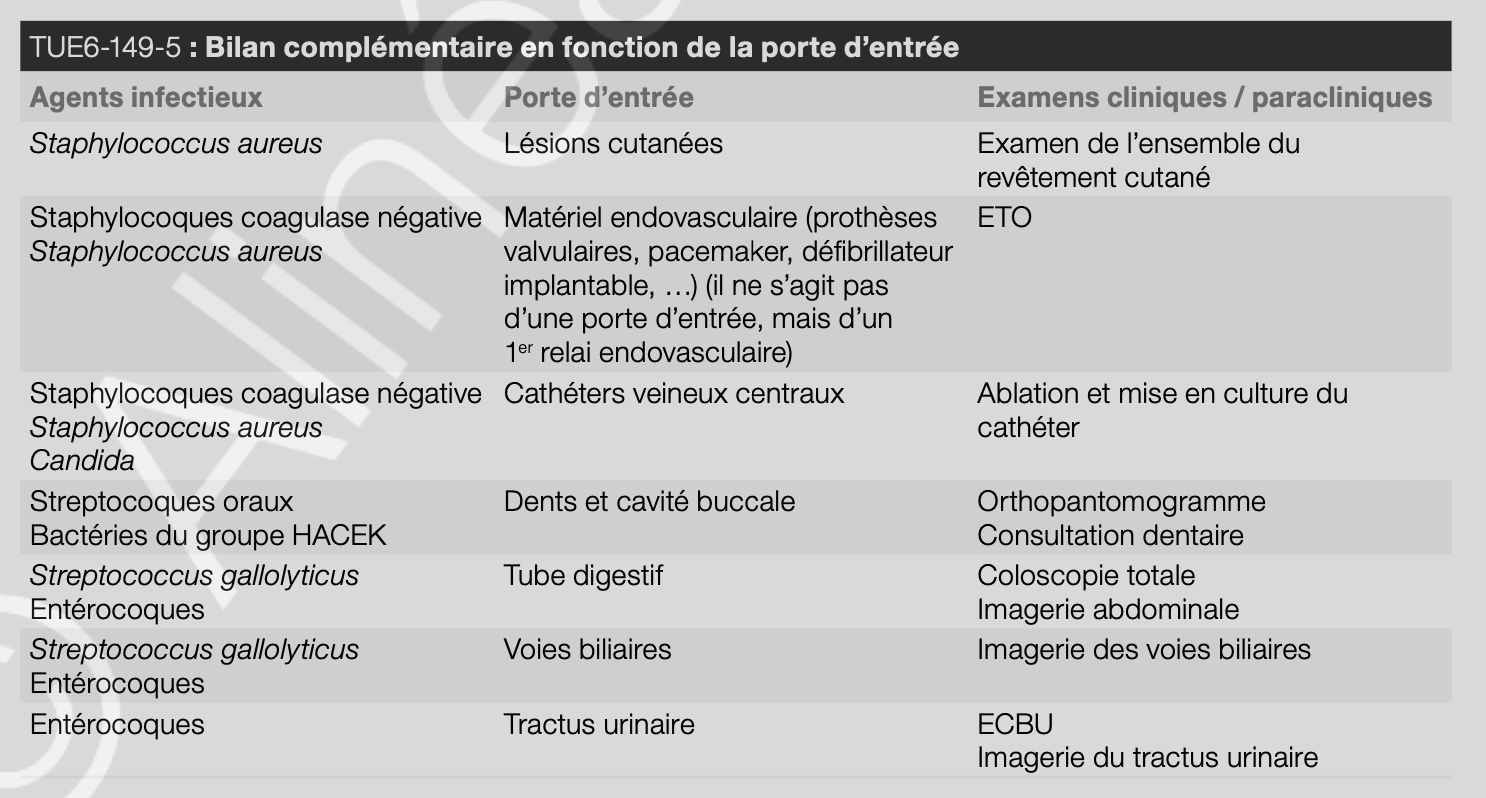 TUE6-149-5 : Bilan complémentaire en fonction de la porte d'entrée
Agents infectieux Porte d'entrée Examens cliniques / paracliniques
Staphylococcus aureus Lésions cutanées Examen de l'ensemble du
revêtement cutané
Staphylocoques coagulase négative Matériel endovasculaire (prothèses ETO
Staphylococcus aureus valvulaires, pacemaker, défibrillateur
implantable, …) (il ne s'agit pas
d'une porte d'entrée, mais d'un
1er relai endovasculaire)
Staphylocoques coagulase négative Cathéters veineux centraux Ablation et mise en culture du
Staphylococcus aureus cathéter
Candida
Streptocoques oraux Dents et cavité buccale Orthopantomogramme
Bactéries du groupe HACEK Consultation dentaire
Streptococcus gallolyticus Tube digestif Coloscopie totale
Entérocoques Imagerie abdominale
Streptococcus gallolyticus Voies biliaires Imagerie des voies biliaires
Entérocoques
Entérocoques Tractus urinaire ECBU
Imagerie du tractus urinaire